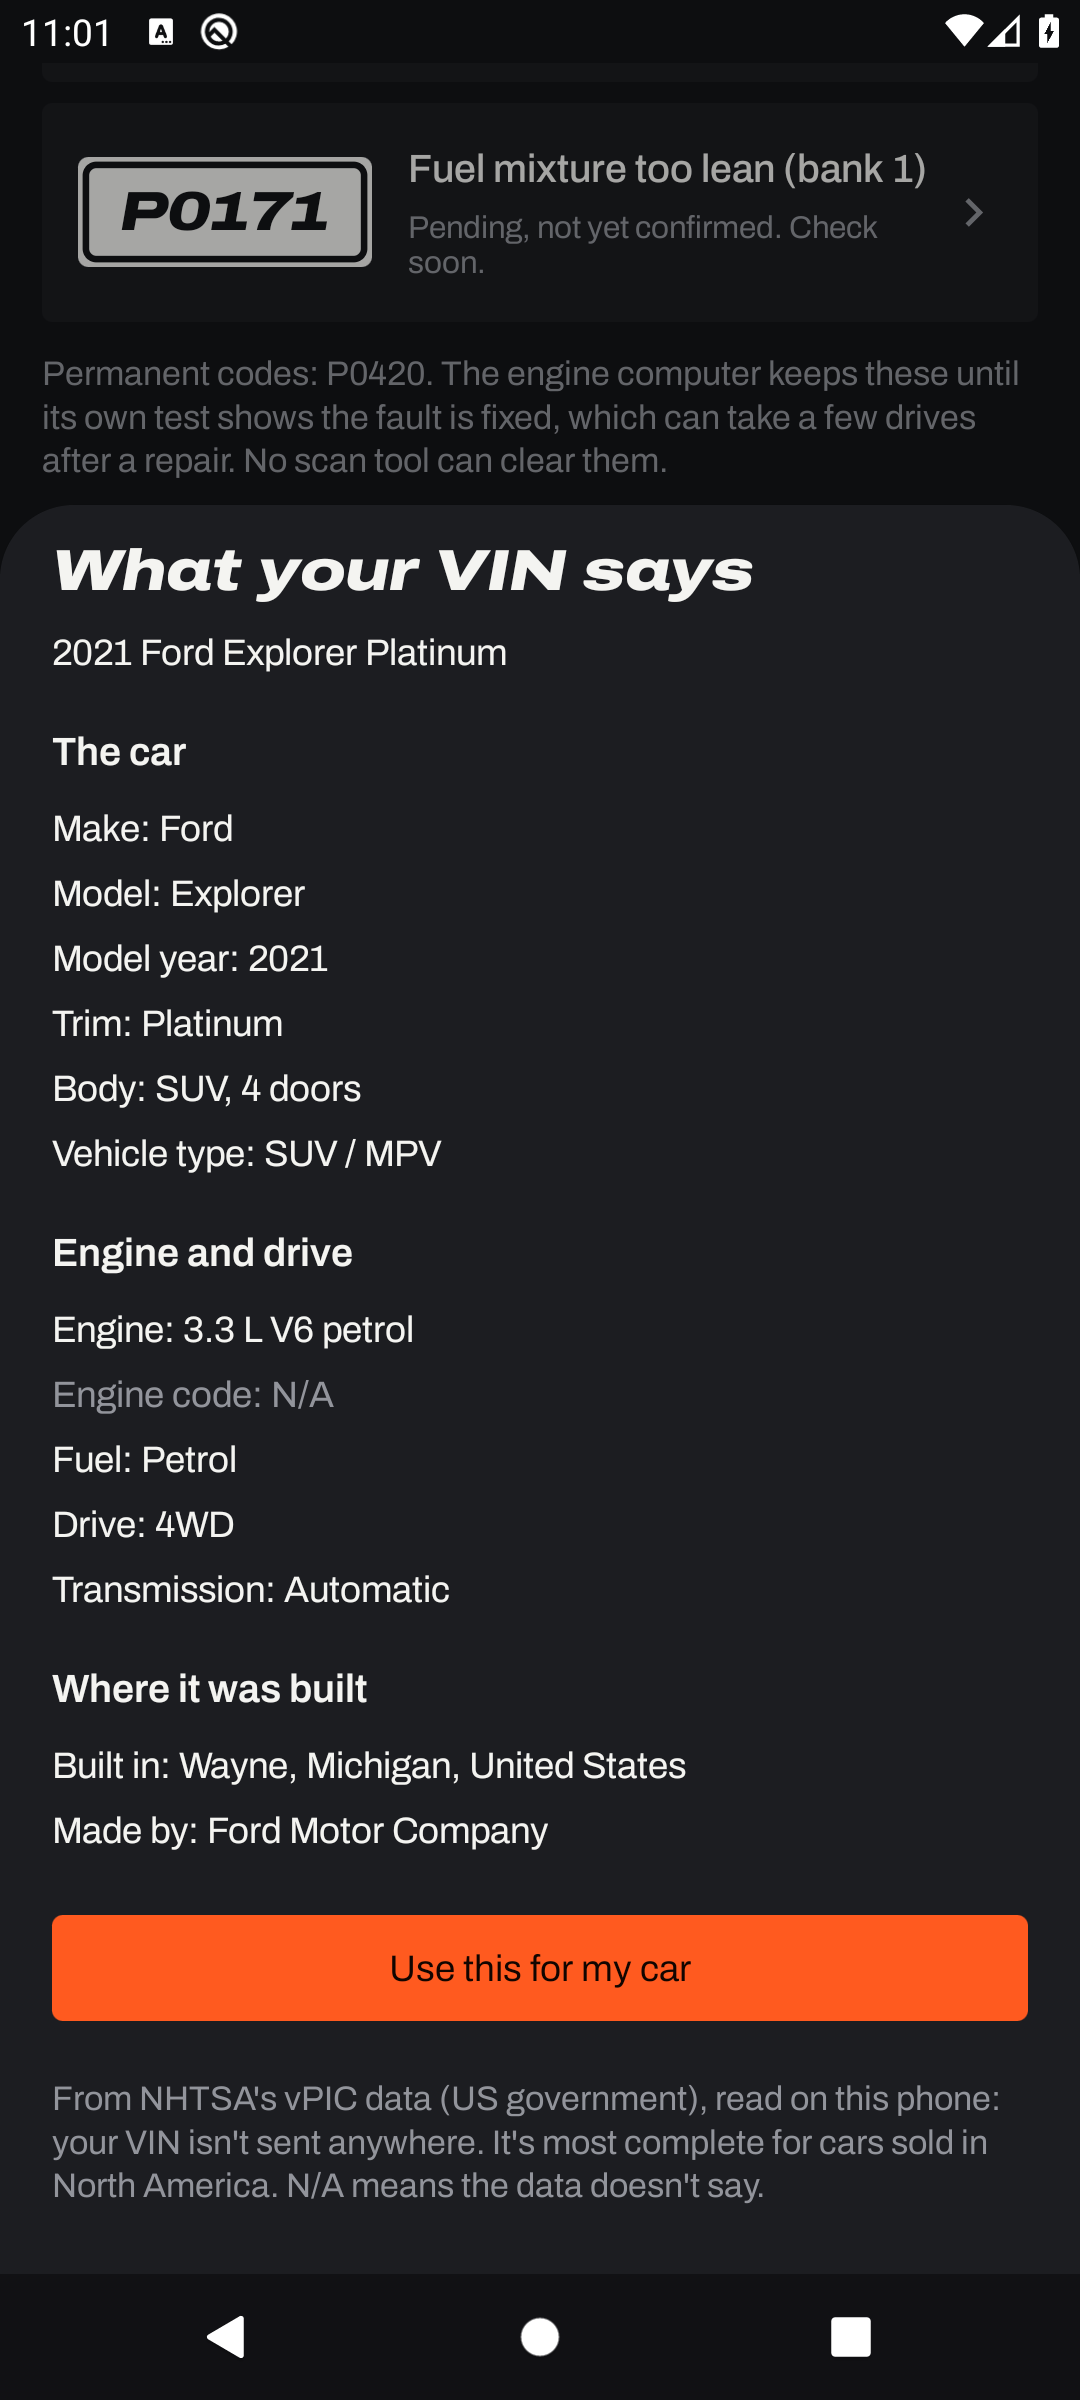 11:01
P0171
Fuel mixture too lean (bank 1)
Pending, not yet confirmed. Check
soon.
Permanent codes: P0420. The engine computer keeps these until
its own test shows the fault is fixed, which can take a few drives
after a repair. No scan tool can clear them.
What your VIN says
2021 Ford Explorer Platinum
The car
Make: Ford
Model: Explorer
Model year: 2021
Trim: Platinum
Body: SUV, 4 doors
Vehicle type: SUV / MPV
Engine and drive
Engine: 3.3 L V6 petrol
Engine code: N/A
Fuel: Petrol
Drive: 4WD
Transmission: Automatic
Where it was built
Built in: Wayne, Michigan, United States
Made by: Ford Motor Company
Use this for my car
From NHTSA's vPIC data (US government), read on this phone:
your VIN isn't sent anywhere. It's most complete for cars sold in
North America. N/A means the data doesn't say.